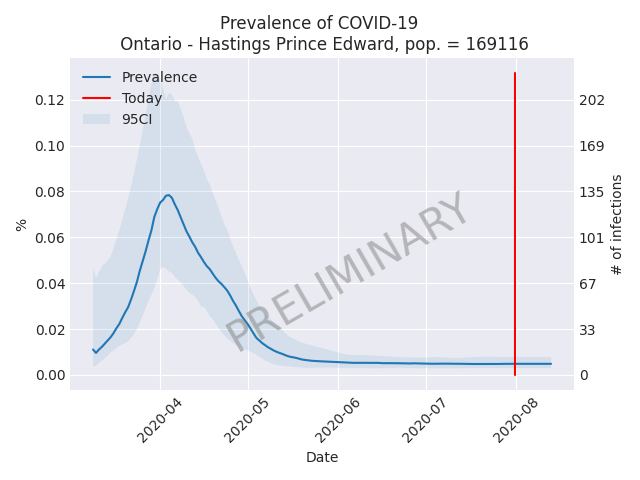 Prevalence of COVID-19
Ontario - Hastings Prince Edward, pop. = 169116
Prevalence
Today
95CI
0.12
0.10
0.08
0.06
0.04
0.02
0.00
%
202
169
135
101
67
33
0
# of infections
PRELIMINARY
2020-04
2020-05
2020-06
2020-07
2020-08
Date